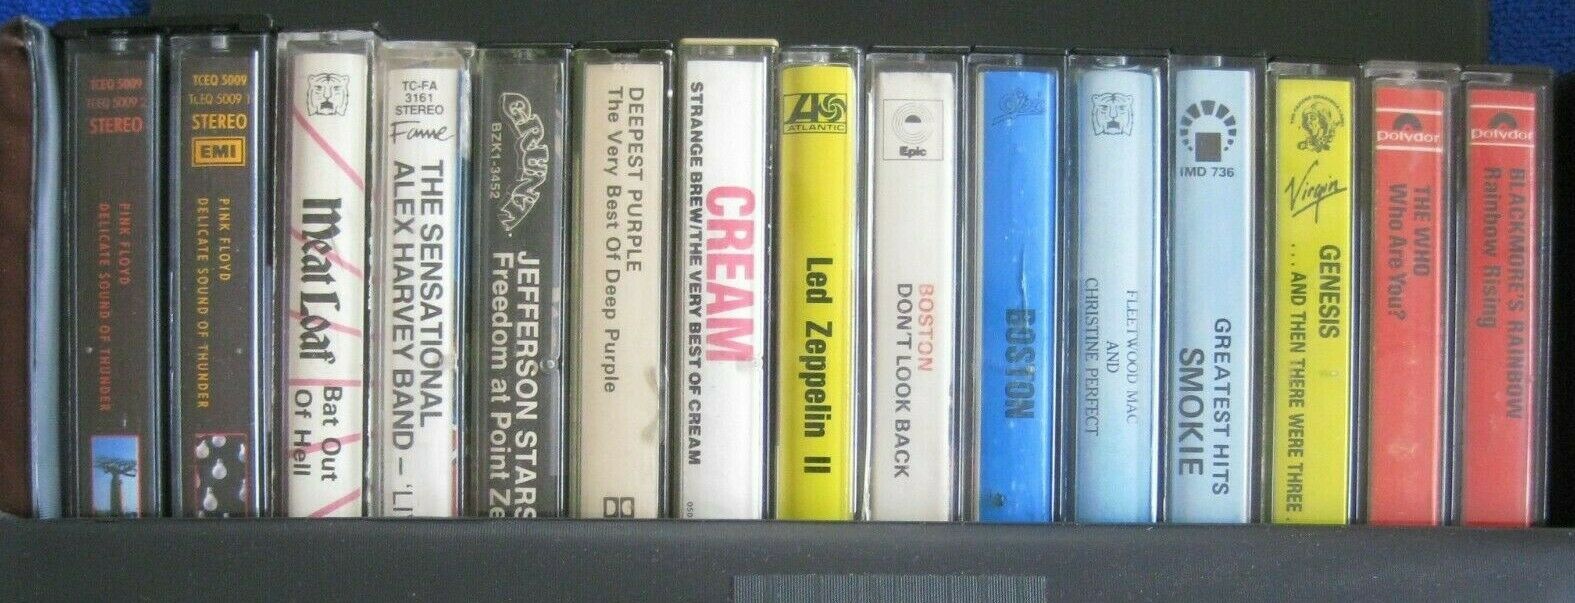 TCEQ 5009
TCEQ 5009 2
STEREO
PINK FLOYD
DELICATE SOUND OF THUNDER
TCEQ 5009
TCEQ 5009 1
STEREO
EMI
PINK FLOYD
DELICATE SOUND OF THUNDER
Meat Loaf
Bat Out
Of Hell
TC-FA
3161
STEREO
Fame
THE SENSATIONAL
ALEX HARVEY BAND – 'LI
GRUNT
BZK1-3452
JEFFERSON STARS
Freedom at Point Ze
DEEPEST PURPLE
The Very Best Of Deep Purple
CREAM
STRANGE BREW/THE VERY BEST OF CREAM
ATLANTIC
Led Zeppelin II
Epic
BOSTON
DON'T LOOK BACK
Epic
BOSTON
FLEETWOOD MAC
AND
CHRISTINE PERFECT
IMD 736
GREATEST HITS
SMOKIE
Virgin
GENESIS
... AND THEN THERE WERE THREE .
polydor
THE WHO
Who Are You?
polydor
BLACKMORE'S RAINBOW
Rainbow Rising